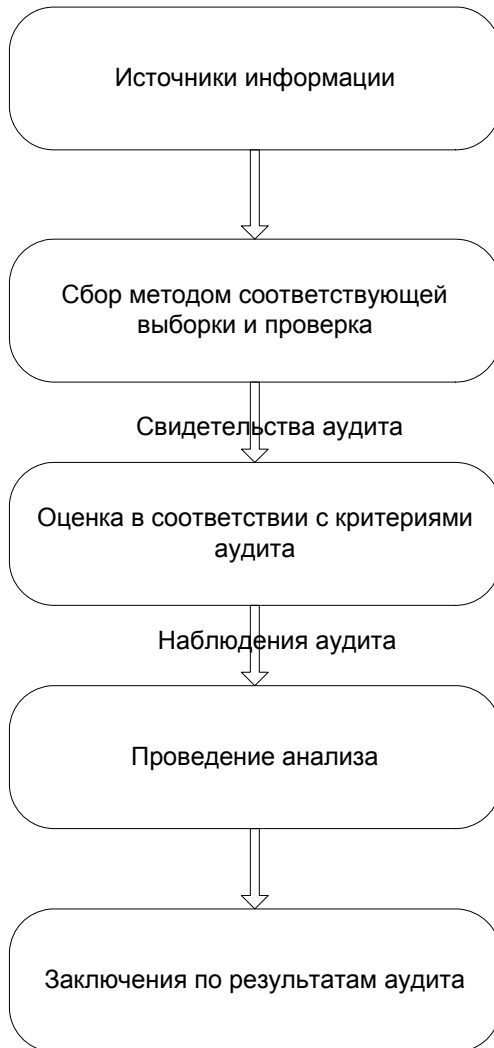 Источники информации
Сбор методом соответствующей
выборки и проверка
Свидетельства аудита
Оценка в соответствии с критериями
аудита
Наблюдения аудита
Проведение анализа
Заключения по результатам аудита